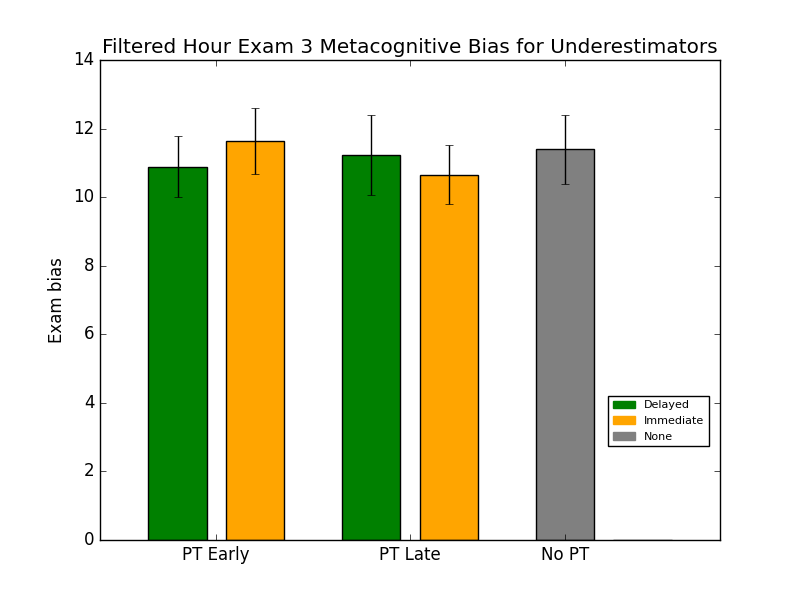 Filtered Hour Exam 3 Metacognitive Bias for Underestimators
14
12
10
8
6
4
2
0
Exam bias
Delayed
Immediate
None
PT Early
PT Late
No PT